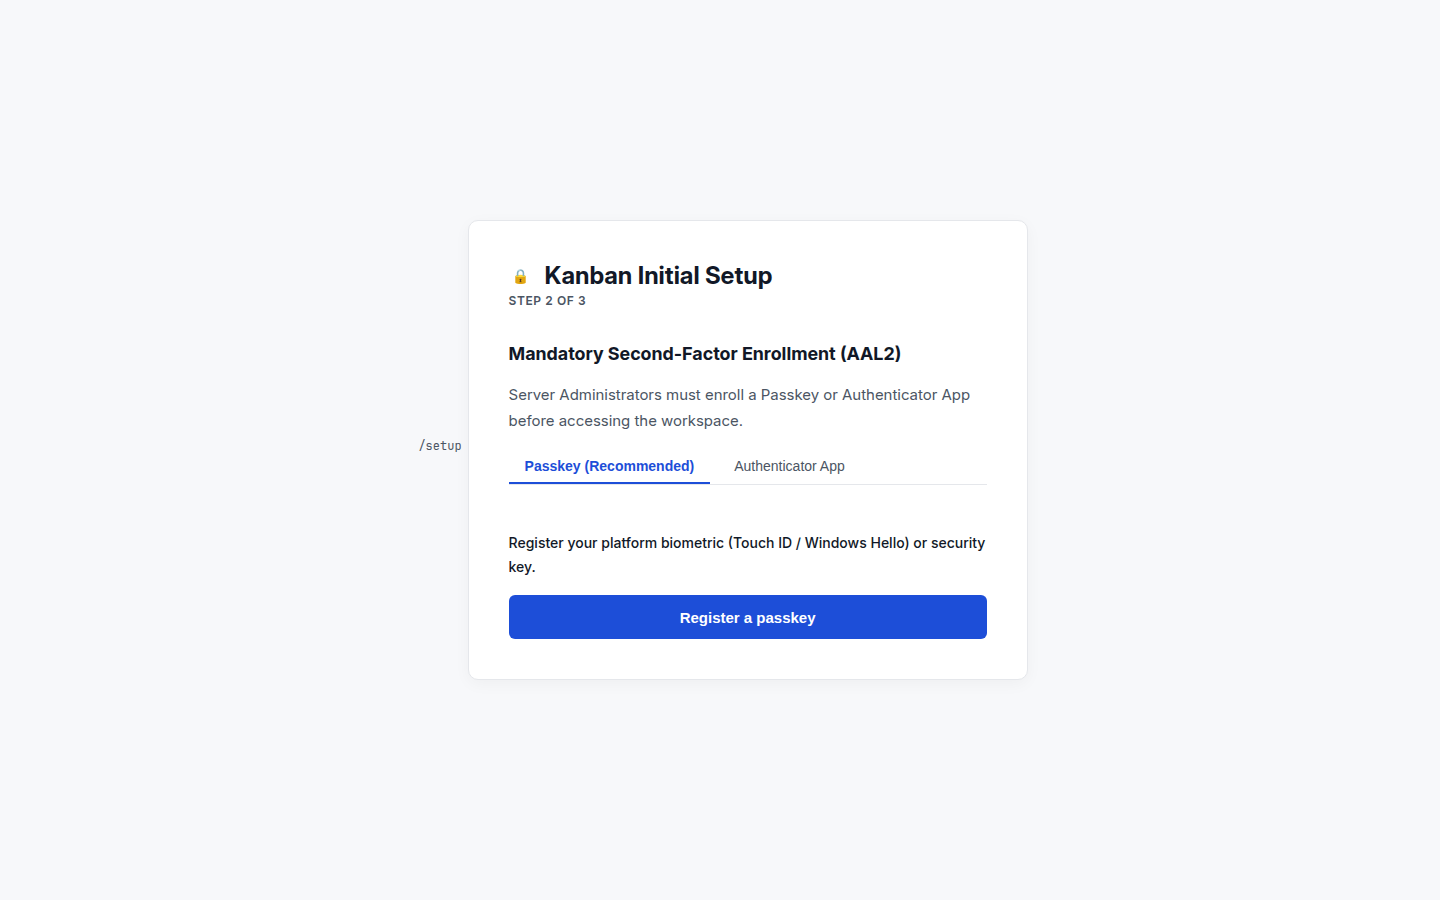 Kanban Initial Setup
STEP 2 OF 3
Mandatory Second-Factor Enrollment (AAL2)
Server Administrators must enroll a Passkey or Authenticator App
before accessing the workspace.
/setup
Passkey (Recommended) Authenticator App
Register your platform biometric (Touch ID / Windows Hello) or security
key.
Register a passkey